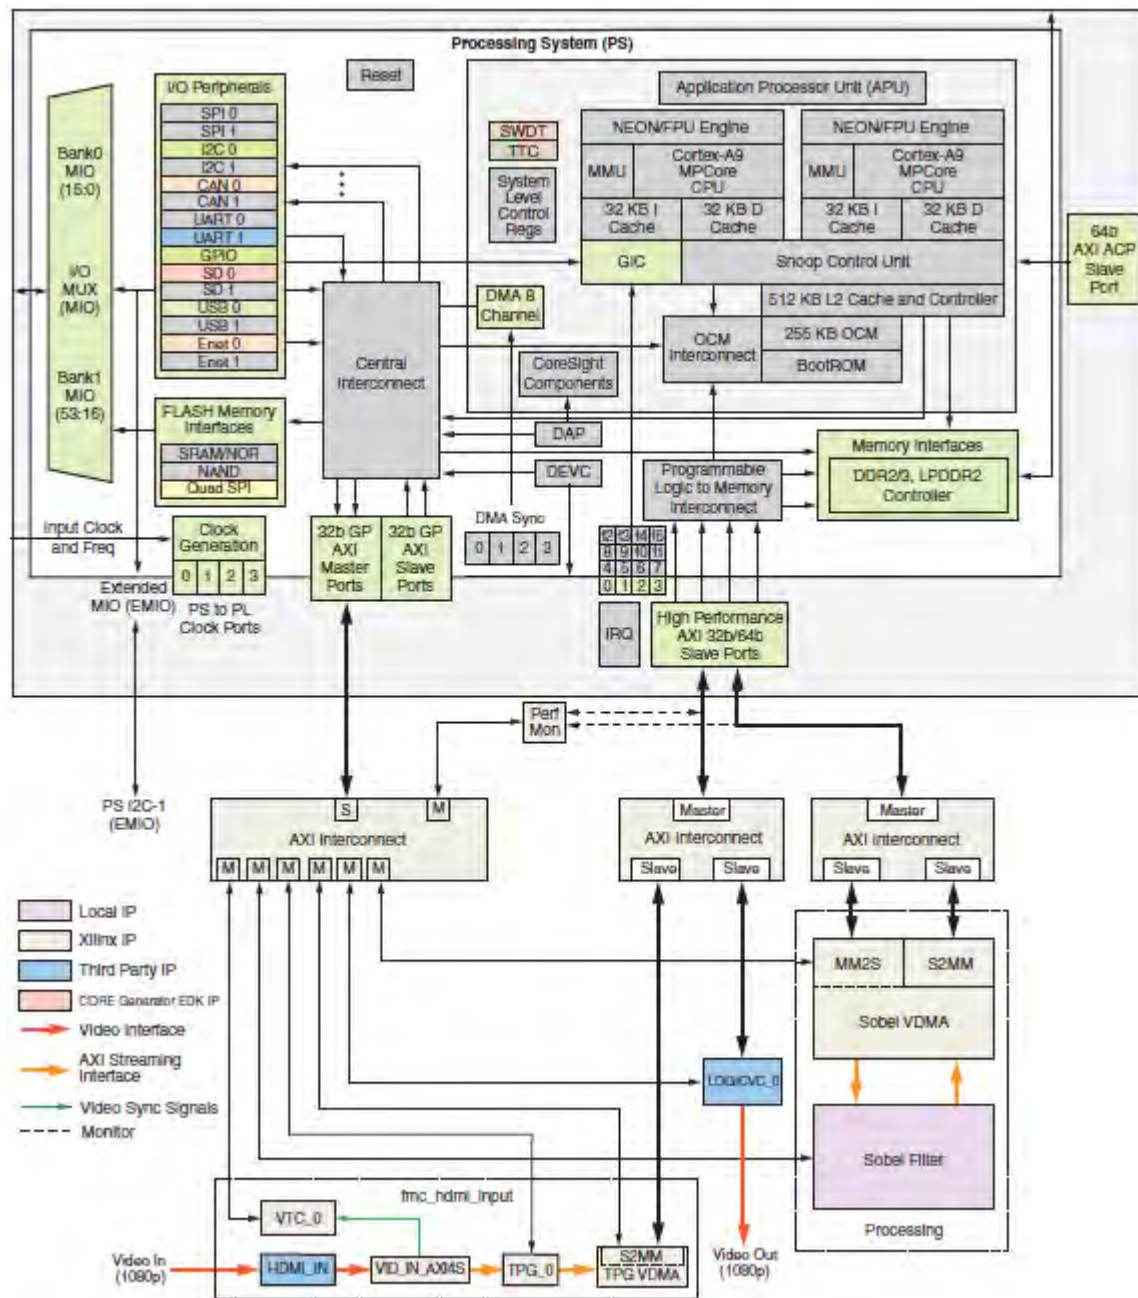 Processing System (PS)
Reset
I/O Peripherals
SPI 0
SPI 1
I2C 0
I2C 1
CAN 0
CAN 1
UART 0
UART 1
GPIO
SD 0
SD 1
USB 0
USB 1
Enet 0
Enet 1
Bank0
MIO
(15:0)
I/O
MUX
(MIO)
Bank1
MIO
(53:16)
FLASH Memory
Interfaces
SRAM/NOR
NAND
Quad SPI
Input Clock
and Freq
Clock
Generation
0 1 2 3
Extended
MIO (EMIO)
PS to PL
Clock Ports
Central
Interconnect
32b GP
AXI
Master
Ports
32b GP
AXI
Slave
Ports
SWDT
TTC
System
Level
Control
Regs
Application Processor Unit (APU)
NEON/FPU Engine
MMU
Cortex-A9
MPCore
CPU
32 KB I
Cache
32 KB D
Cache
NEON/FPU Engine
MMU
Cortex-A9
MPCore
CPU
32 KB I
Cache
32 KB D
Cache
GIC
Snoop Control Unit
512 KB L2 Cache and Controller
OCM
Interconnect
255 KB OCM
BootROM
64b
AXI ACP
Slave
Port
DMA 8
Channel
CoreSight
Components
DAP
DEVC
DMA Sync
0 1 2 3
Programmable
Logic to Memory
Interconnect
Memory Interfaces
DDR2/3, LPDDR2
Controller
12 13 14 15
8 9 10 11
4 5 6 7
0 1 2 3
IRQ
High Performance
AXI 32b/64b
Slave Ports
Perf
Mon
PS I2C-1
(EMIO)
S
M
AXI Interconnect
M M M M M M
Master
AXI Interconnect
Slave
Slave
Master
AXI Interconnect
Slave
Slave
Local IP
Xilinx IP
Third Party IP
CORE Generator EDK IP
Video Interface
AXI Streaming
Interface
Video Sync Signals
Monitor
MM2S
S2MM
Sobel VDMA
LOGICVC_0
Sobel Filter
Processing
fmc_hdmi_input
VTC_0
Video In
(1080p)
HDMI_IN
VID_IN_AXI4S
TPG_0
S2MM
TPG VDMA
Video Out
(1080p)